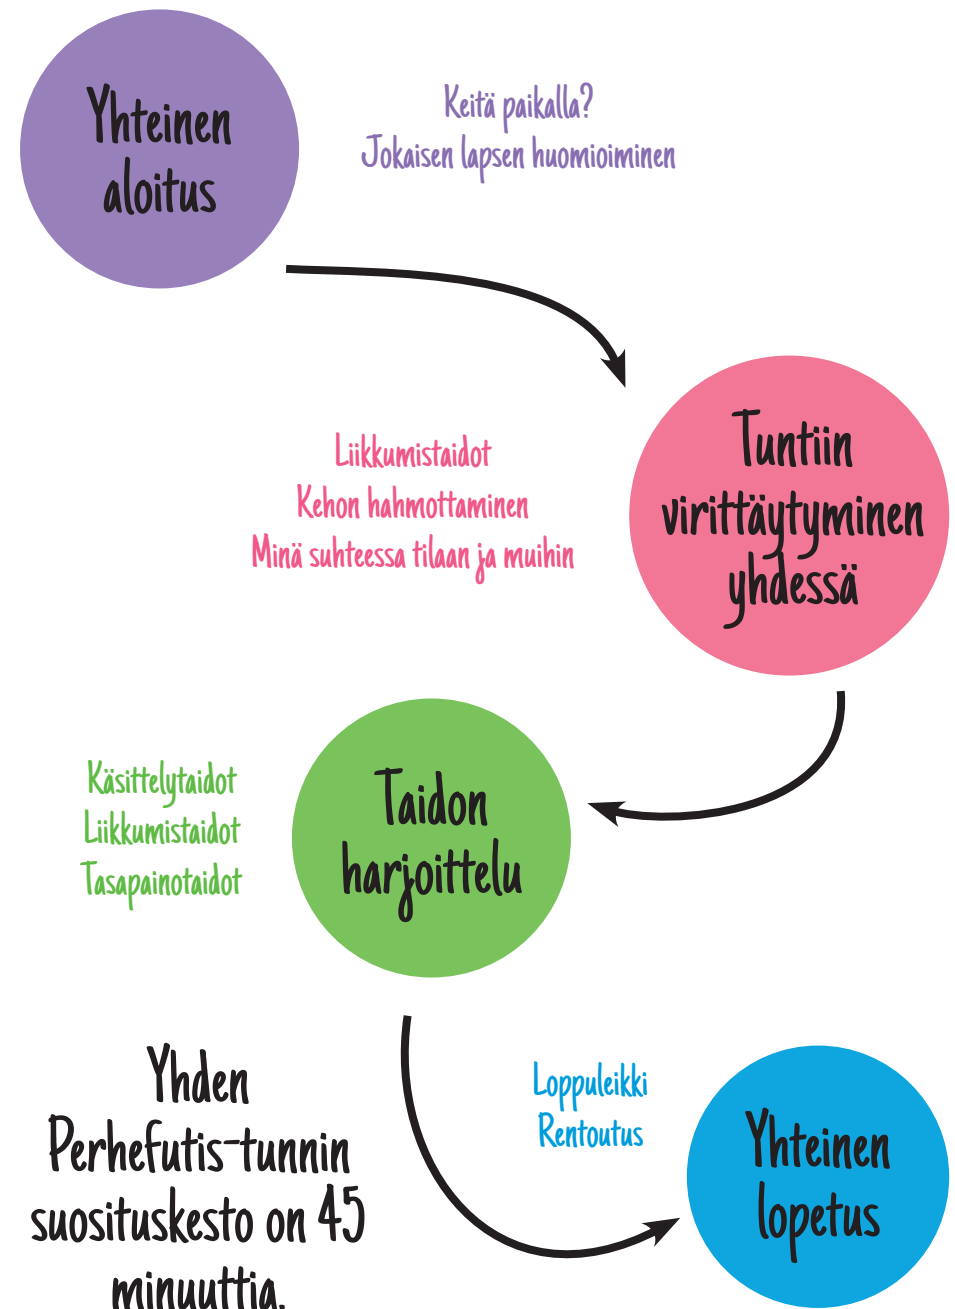 Yhteinen
aloitus
Keitä paikalla?
Jokaisen lapsen huomioiminen
Liikkumistaidot
Kehon hahmottaminen
Minä suhteessa tilaan ja muihin
Tuntiin
virittäytyminen
yhdessä
Käsittelytaidot
Liikkumistaidot
Tasapainotaidot
Taidon
harjoittelu
Yhden
Perhefutis-tunnin
suosituskesto on 45
minuuttia.
Loppuleikki
Rentoutus
Yhteinen
lopetus